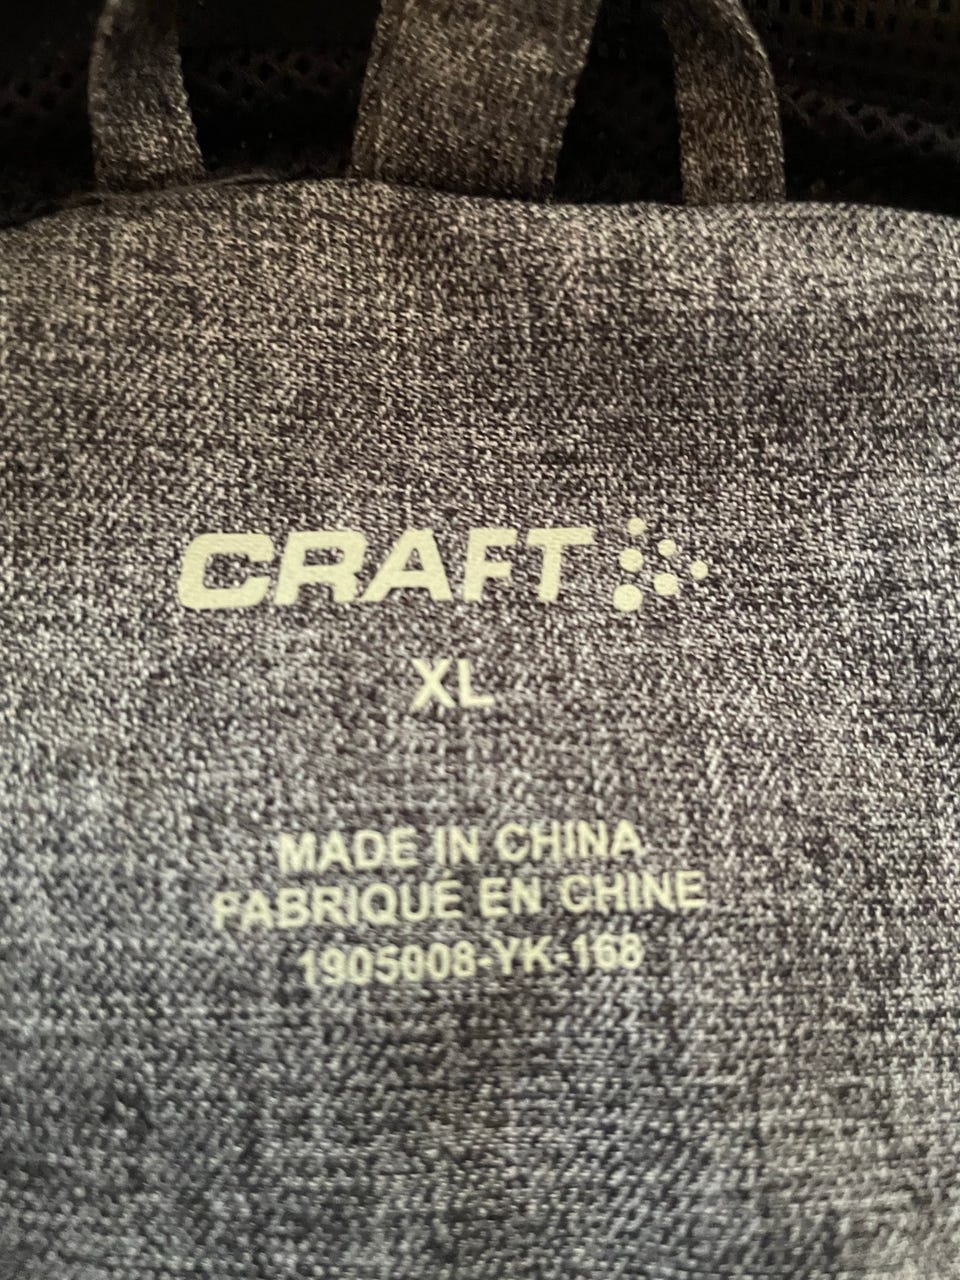 CRAFT
XL
MADE IN CHINA
FABRIQUÉ EN CHINE
1905008-YK-168